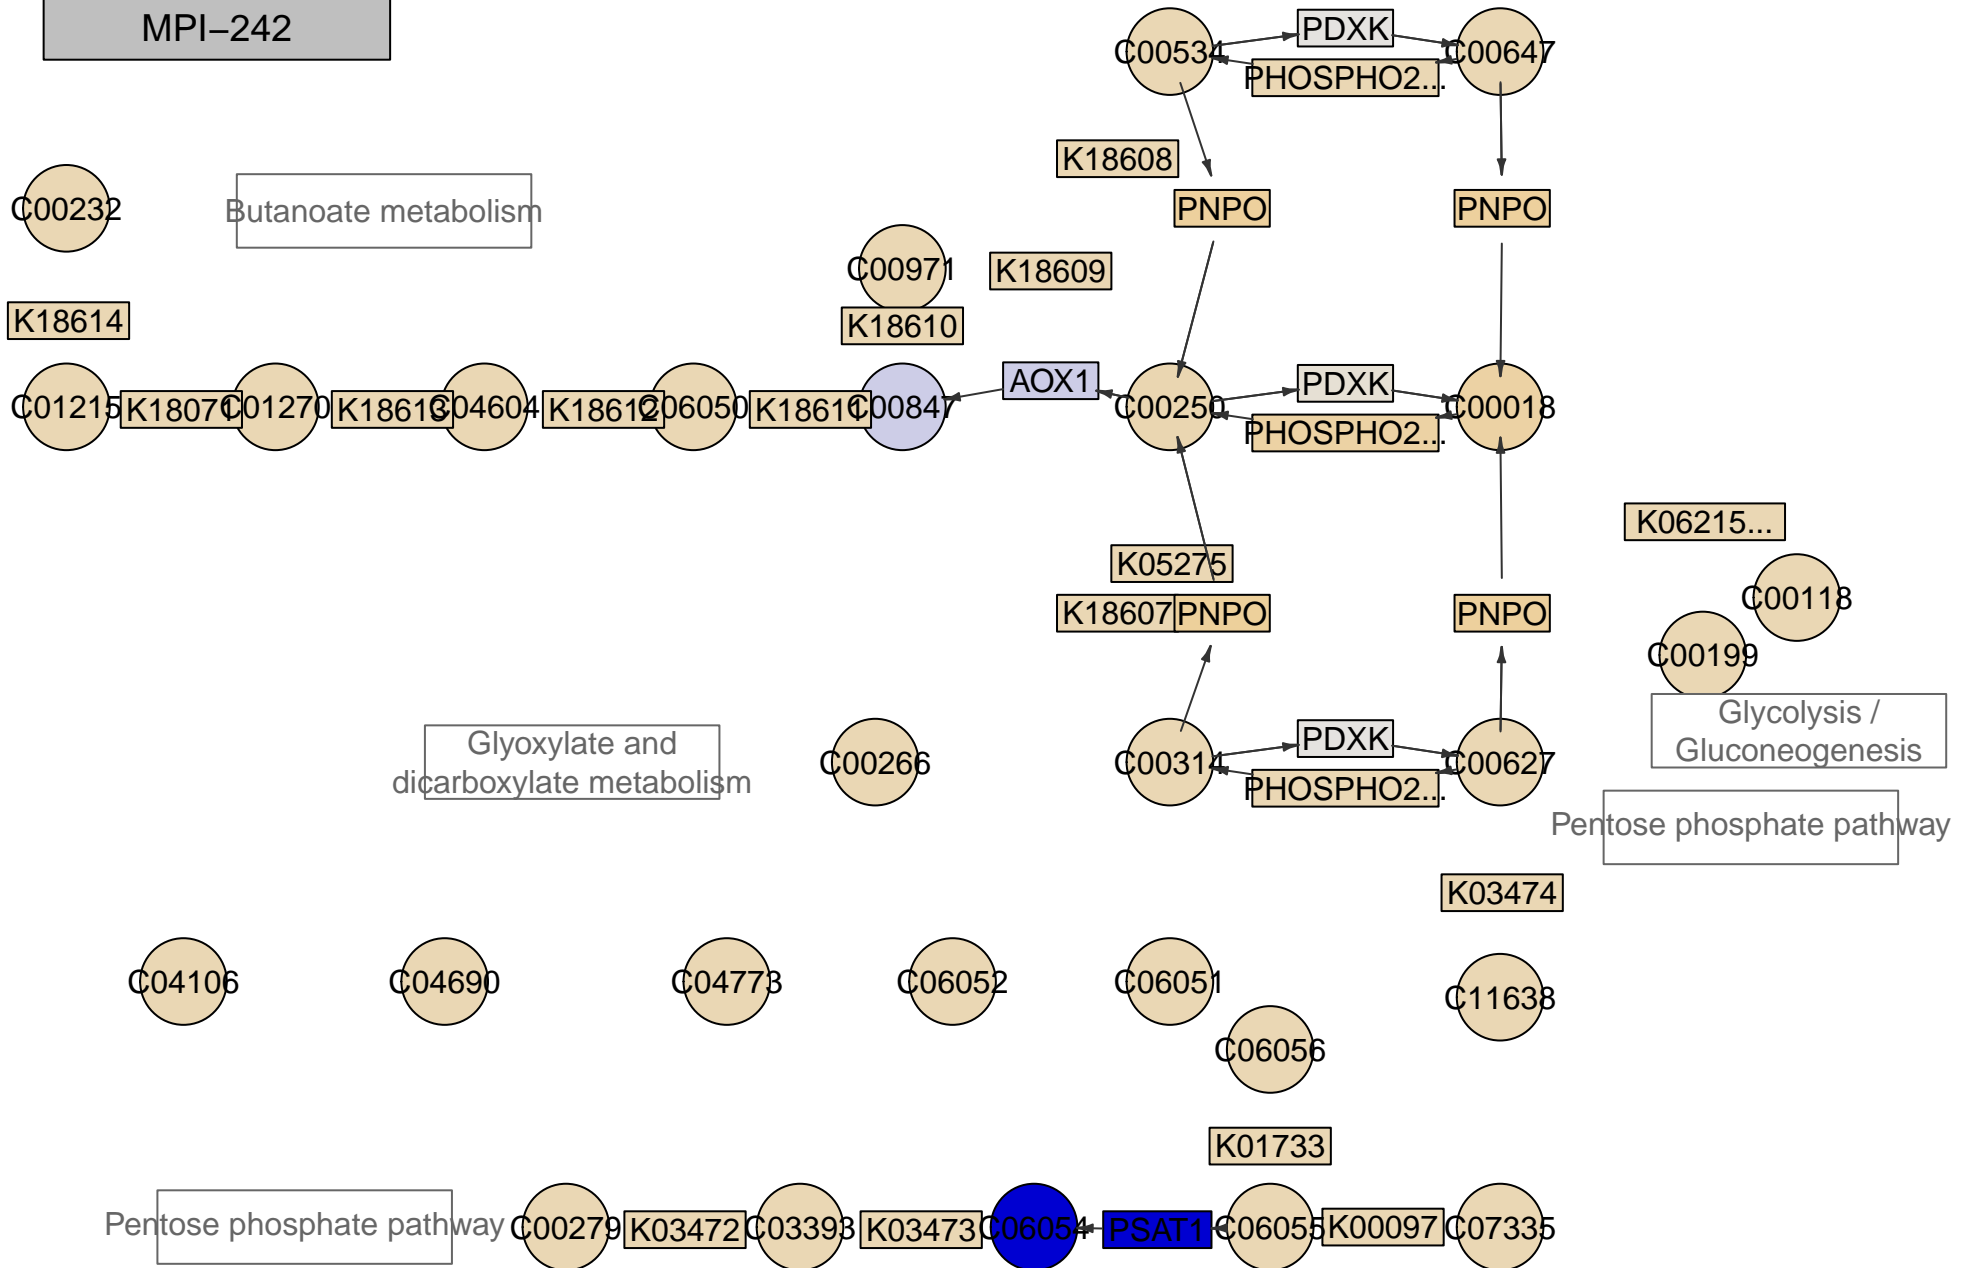 MPI−242
C00534
PDXK
C00647
PHOSPHO2...
K18608
C00232
Butanoate metabolism
PNPO
PNPO
C00971
K18609
K18614
K18610
C01215
K18071
C01270
K18613
C04604
K18612
C06050
K18611
C00847
AOX1
C00250
PDXK
C00018
PHOSPHO2...
K06215...
K05275
C00118
K18607
PNPO
PNPO
C00199
Glycolysis /
Gluconeogenesis
Glyoxylate and
dicarboxylate metabolism
C00266
C00314
PDXK
C00627
PHOSPHO2...
Pentose phosphate pathway
K03474
C04106
C04690
C04773
C06052
C06051
C11638
C06056
K01733
Pentose phosphate pathway
C00279
K03472
C03393
K03473
C06054
PSAT1
C06055
K00097
C07335